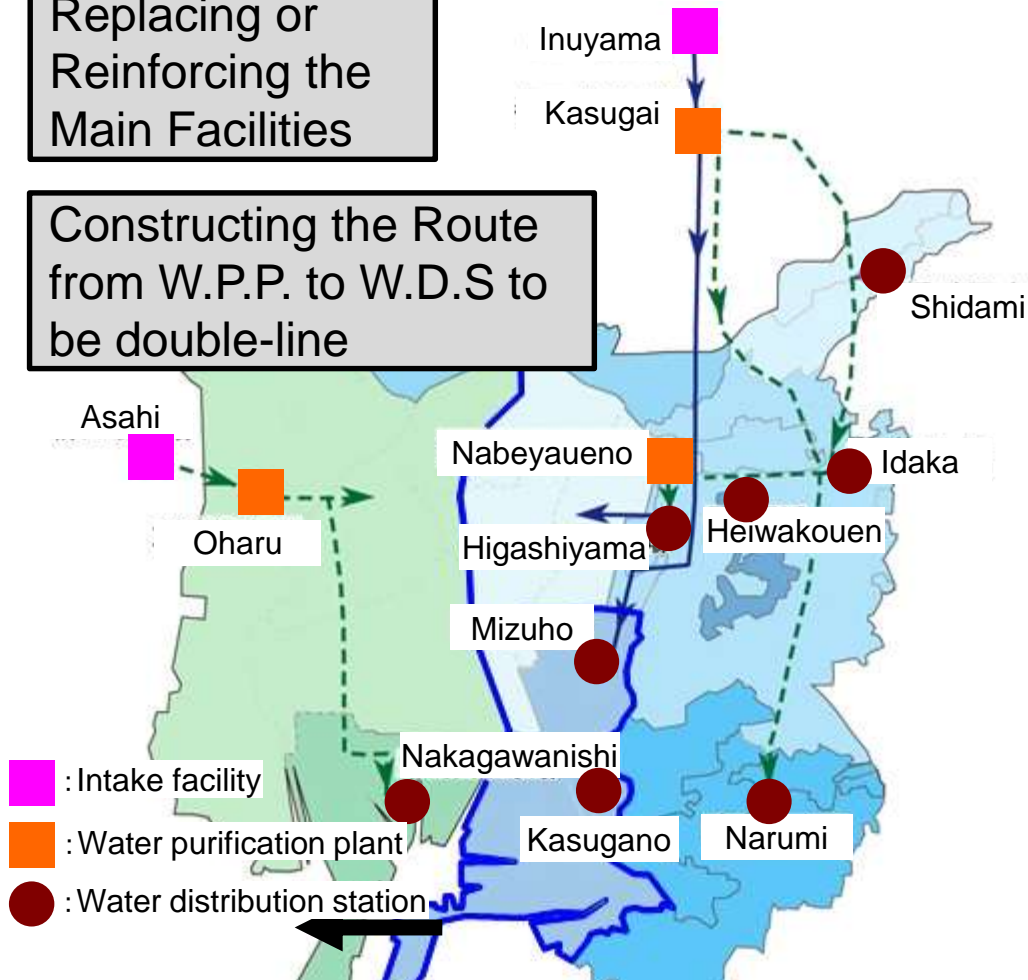 Replacing or
Reinforcing the
Main Facilities
Inuyama
Kasugai
Constructing the Route
from W.P.P. to W.D.S to
be double-line
Shidami
Asahi
Nabeyaueno
Idaka
Oharu
Higashiyama
Heiwakouen
Mizuho
Nakagawanishi
: Intake facility
: Water purification plant
Kasugano
Narumi
: Water distribution station